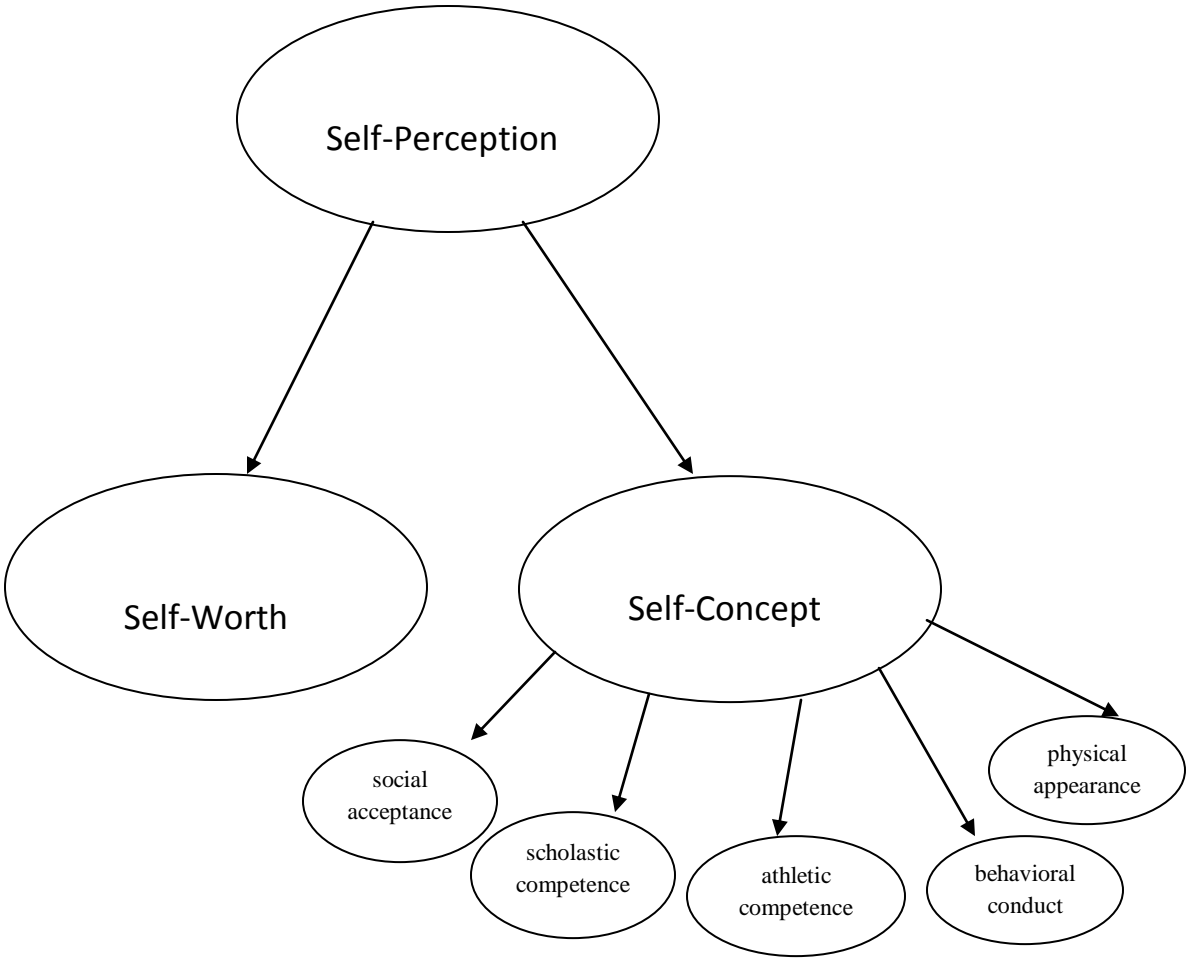 Self-Perception
Self-Worth
Self-Concept
social
acceptance
scholastic
competence
athletic
competence
behavioral
conduct
physical
appearance